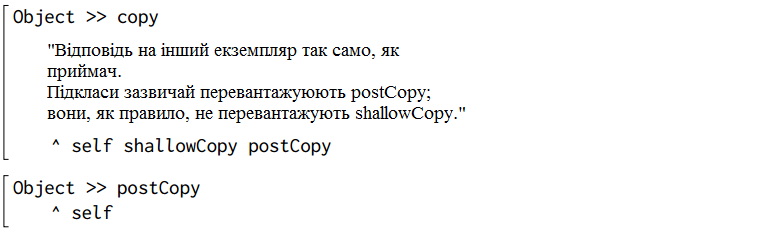 Object >> copy
"Відповідь на інший екземпляр так само, як
приймач.
Підкласи зазвичай перевантажуюють postCopy;
вони, як правило, не перевантажують shallowCopy."
^ self shallowCopy postCopy
Object >> postCopy
^ self